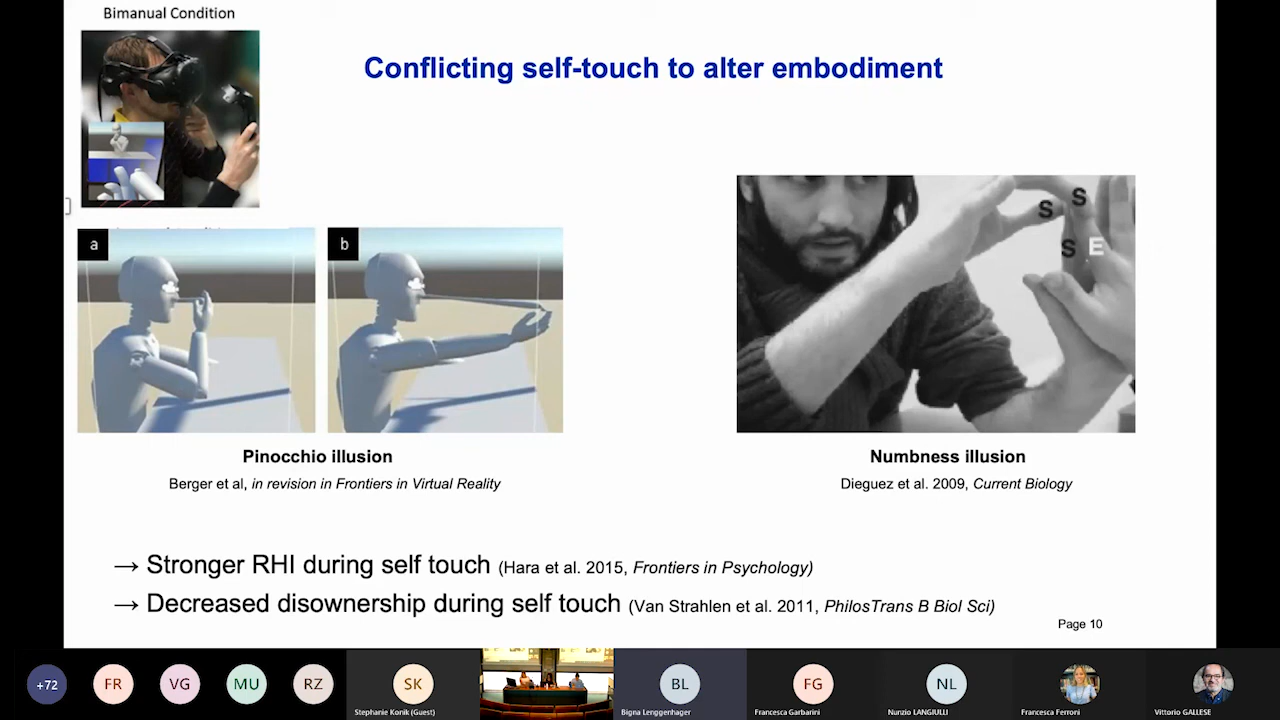 Bimanual Condition
Conflicting self-touch to alter embodiment
a
b
S
S
S
E
Pinocchio illusion
Berger et al, in revision in Frontiers in Virtual Reality
Numbness illusion
Dieguez et al. 2009, Current Biology
→ Stronger RHI during self touch (Hara et al. 2015, Frontiers in Psychology)
→ Decreased disownership during self touch (Van Strahlen et al. 2011, PhilosTrans B Biol Sci)
Page 10
+72
FR
VG
MU
RZ
SK
Stephanie Konik (Guest)
BL
Bigna Lenggenhager
FG
Francesca Garbarini
NL
Nunzio LANGIULLI
Francesca Ferroni
Vittorio GALLESE